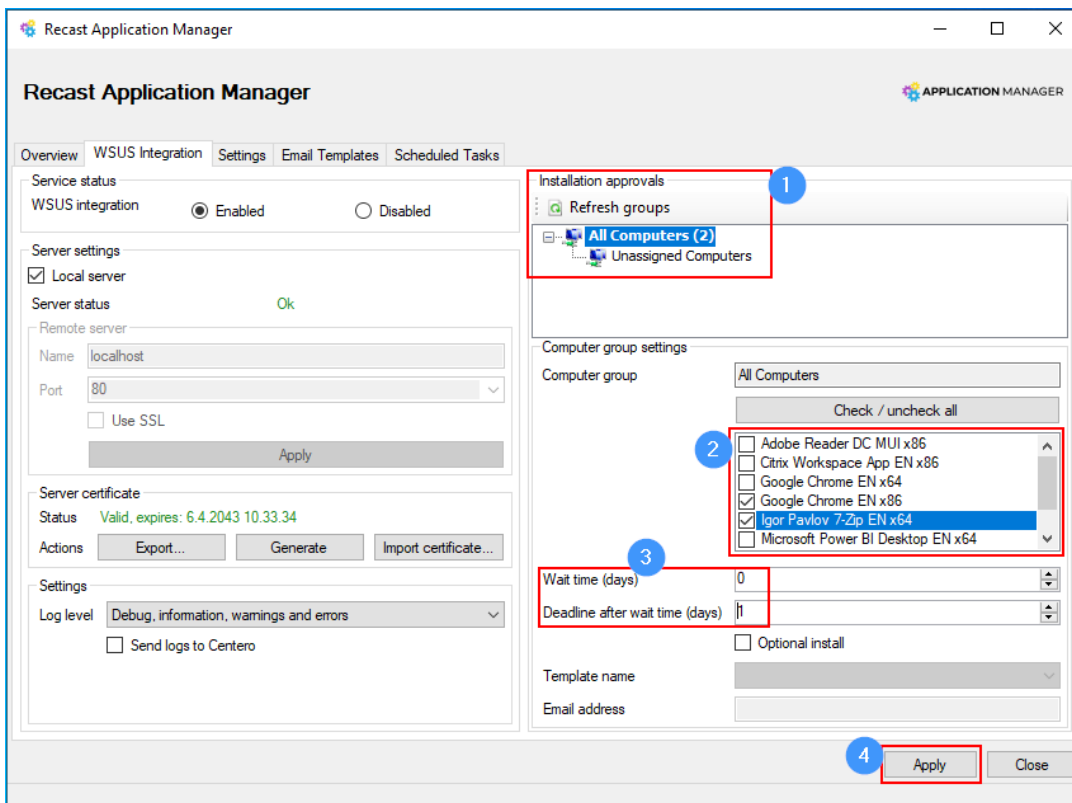 Recast Application Manager
Recast Application Manager
APPLICATION MANAGER
Overview WSUS Integration Settings Email Templates Scheduled Tasks
Service status
WSUS integration Enabled Disabled
Server settings
Local server
Server status Ok
Remote server
Name localhost
Port 80
Use SSL
Apply
Server certificate
Status Valid, expires: 6.4.2043 10.33.34
Actions Export... Generate Import certificate...
Settings
Log level Debug, information, warnings and errors
Send logs to Centero
Installation approvals
1
Refresh groups
All Computers (2)
Unassigned Computers
Computer group settings
Computer group All Computers
Check / uncheck all
2
Adobe Reader DC MUI x86
Citrix Workspace App EN x86
Google Chrome EN x64
Google Chrome EN x86
Igor Pavlov 7-Zip EN x64
Microsoft Power BI Desktop EN x64
3
Wait time (days) 0
Deadline after wait time (days) 1
Optional install
Template name
Email address
4
Apply Close